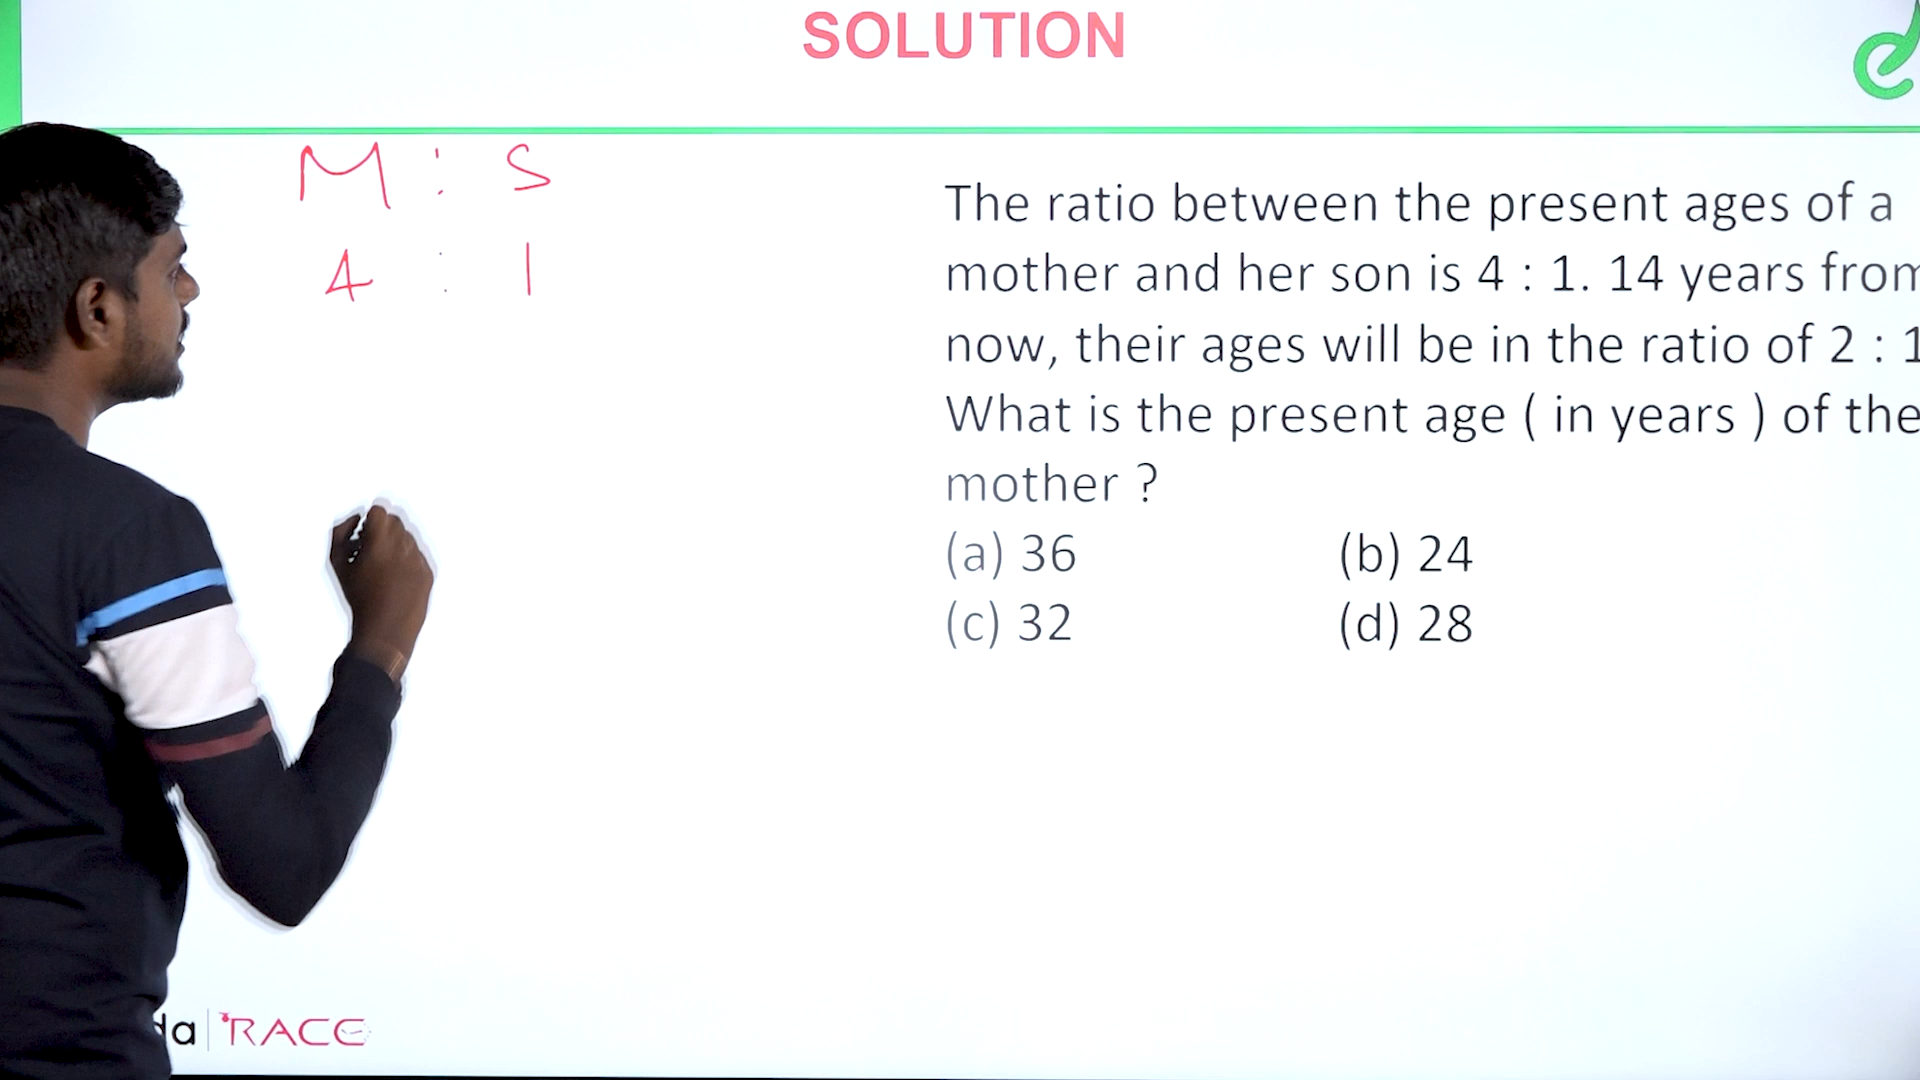 SOLUTION
M : S
4 : 1
The ratio between the present ages of a
mother and her son is 4 : 1. 14 years from
now, their ages will be in the ratio of 2 : 1
What is the present age ( in years ) of the
mother ?
(a) 36 (b) 24
(c) 32 (d) 28
da RACE